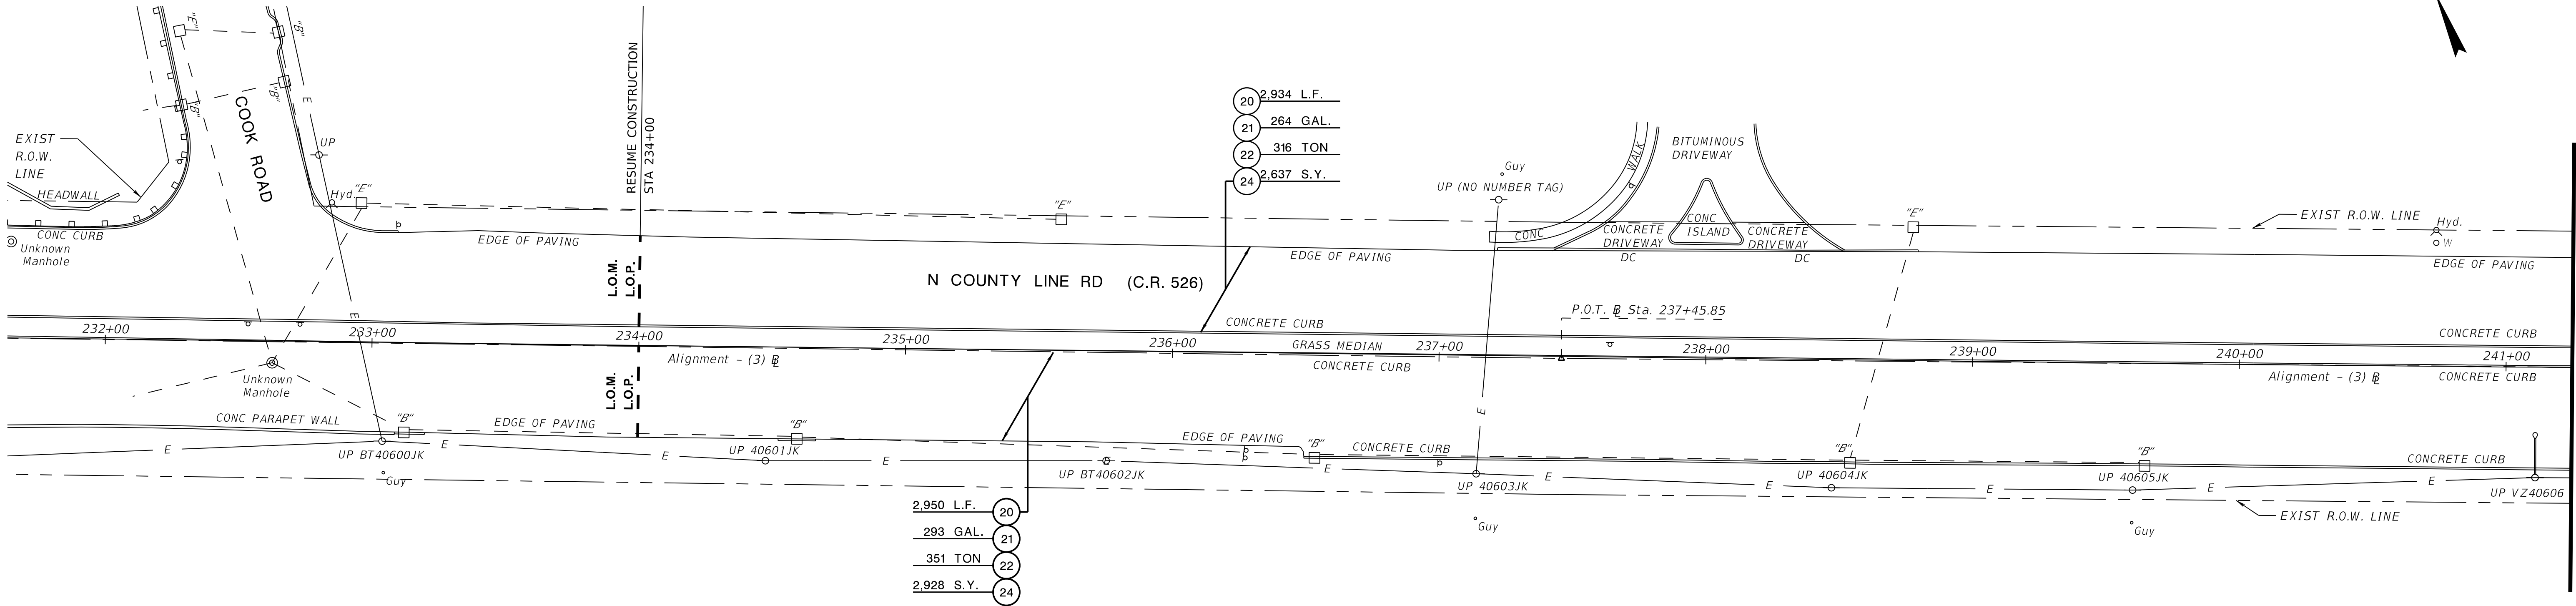 "E"
"B"
"B"
"B"
E
COOK ROAD
EXIST
R.O.W.
LINE
HEADWALL
CONC CURB
Unknown
Manhole
UP
Hyd.
"E"
RESUME CONSTRUCTION
STA 234+00
20 2,934 L.F.
21 264 GAL.
22 316 TON
24 2,637 S.Y.
"E"
Guy
UP (NO NUMBER TAG)
WALK
CONC
BITUMINOUS
DRIVEWAY
CONC
ISLAND
CONCRETE
DRIVEWAY
CONCRETE
DRIVEWAY
DC
DC
"E"
EXIST R.O.W. LINE
Hyd.
W
EDGE OF PAVING
EDGE OF PAVING
EDGE OF PAVING
L.O.M.
L.O.P.
N COUNTY LINE RD (C.R. 526)
P.O.T. BL Sta. 237+45.85
E
CONCRETE CURB
CONCRETE CURB
232+00
233+00
234+00
235+00
236+00
GRASS MEDIAN
237+00
238+00
239+00
240+00
241+00
Alignment - (3) BL
CONCRETE CURB
Alignment - (3) BL
CONCRETE CURB
Unknown
Manhole
L.O.M.
L.O.P.
E
CONC PARAPET WALL
"B"
EDGE OF PAVING
"B"
EDGE OF PAVING
"B"
CONCRETE CURB
"B"
"B"
CONCRETE CURB
E
E
E
E
E
E
E
E
E
E
UP BT40600JK
UP 40601JK
UP BT40602JK
UP 40603JK
UP 40604JK
UP 40605JK
UP VZ40606
Guy
Guy
Guy
EXIST R.O.W. LINE
2,950 L.F. 20
293 GAL. 21
351 TON 22
2,928 S.Y. 24